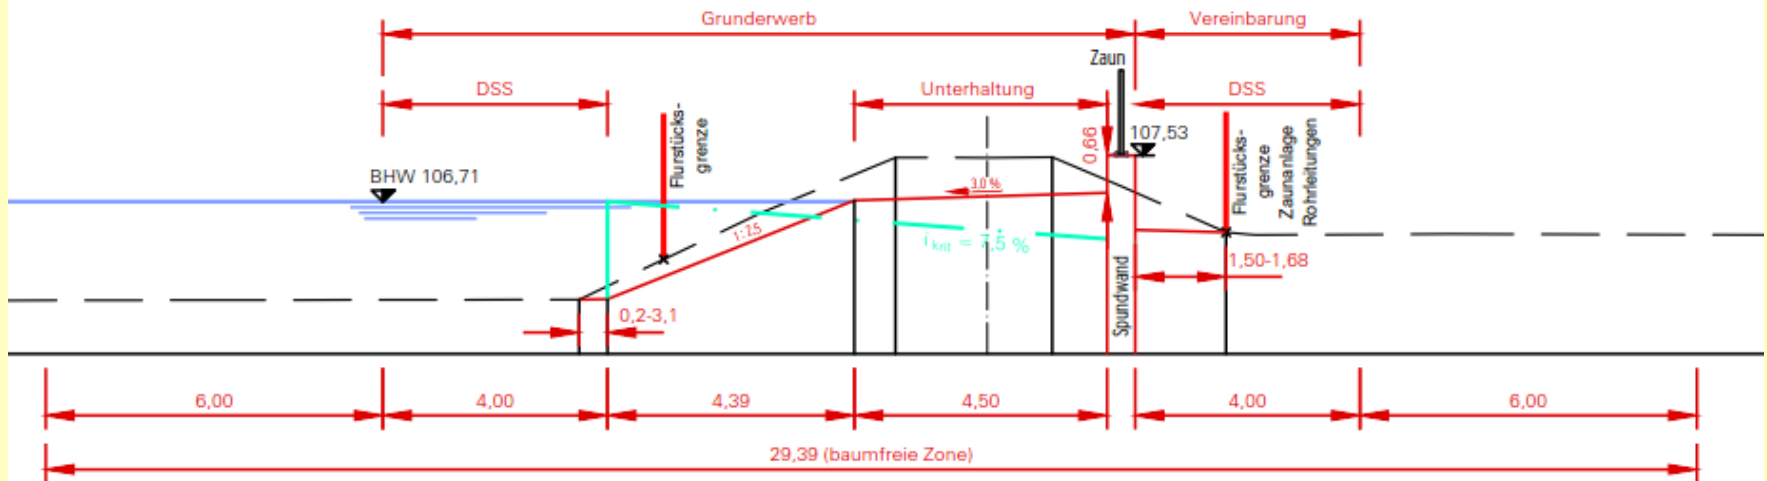 Grunderwerb
Vereinbarung
Zaun
DSS
Unterhaltung
DSS
Flurstücks-
grenze
0,66
107,53
Flurstücks-
grenze
Zaunanlage
Rohrleitungen
BHW 106,71
3,0 %
1:2,5
i krit = 7,5 %
1,50-1,68
Spundwand
0,2-3,1
6,00
4,00
4,39
4,50
4,00
6,00
29,39 (baumfreie Zone)